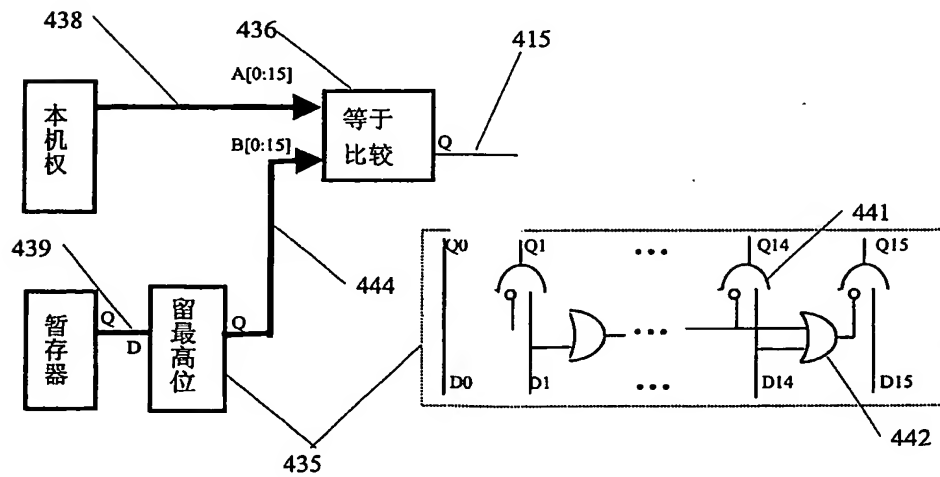 438
436
415
A[0:15]
本机权
等于
比较
Q
B[0:15]
439
444
441
Q0
Q1
•••
Q14
Q15
暂存器
Q
D
留最高位
Q
•••
D0
D1
•••
D14
D15
435
442